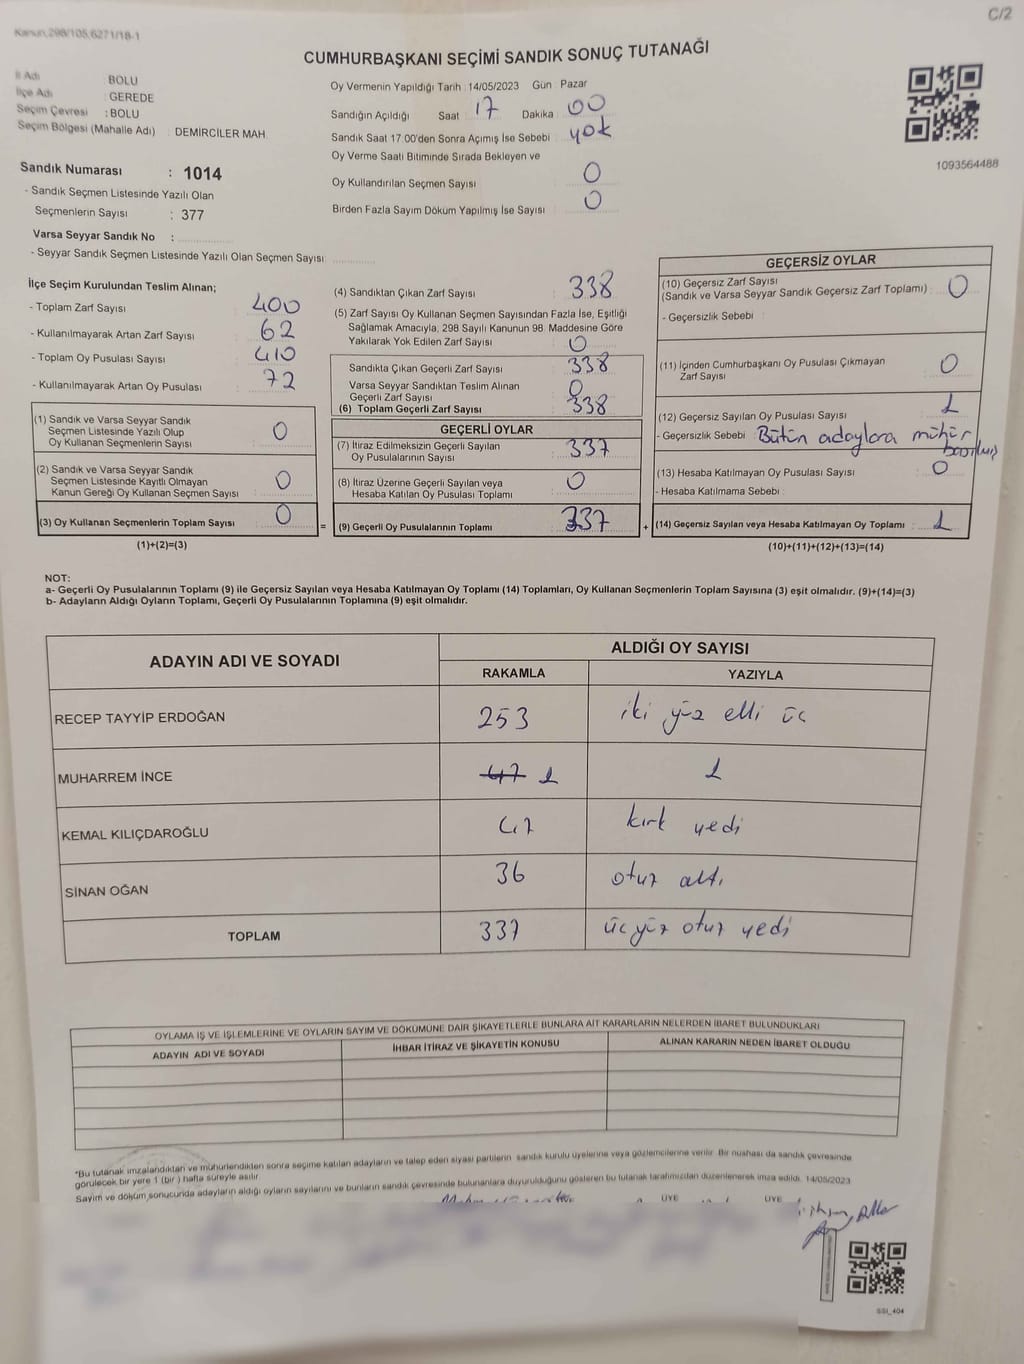 C/2
Kanun,298/105,6271/18-1
CUMHURBAŞKANI SEÇİMİ SANDIK SONUÇ TUTANAĞI
İl Adı : BOLU
İlçe Adı : GEREDE
Seçim Çevresi : BOLU
Seçim Bölgesi (Mahalle Adı) : DEMİRCİLER MAH.
Oy Vermenin Yapıldığı Tarih : 14/05/2023 Gün : Pazar
Sandığın Açıldığı Saat : 17 Dakika : 00
Sandık Saat 17.00'den Sonra Açılmış İse Sebebi : yok
Oy Verme Saati Bitiminde Sırada Bekleyen ve
Oy Kullandırılan Seçmen Sayısı : 0
Birden Fazla Sayım Döküm Yapılmış İse Sayısı : 0
1093564488
Sandık Numarası : 1014
- Sandık Seçmen Listesinde Yazılı Olan
Seçmenlerin Sayısı : 377
Varsa Seyyar Sandık No :
- Seyyar Sandık Seçmen Listesinde Yazılı Olan Seçmen Sayısı :
İlçe Seçim Kurulundan Teslim Alınan;
- Toplam Zarf Sayısı : 400
- Kullanılmayarak Artan Zarf Sayısı : 62
- Toplam Oy Pusulası Sayısı : 410
- Kullanılmayarak Artan Oy Pusulası : 72
(1) Sandık ve Varsa Seyyar Sandık
Seçmen Listesinde Yazılı Olup
Oy Kullanan Seçmenlerin Sayısı : 0
(2) Sandık ve Varsa Seyyar Sandık
Seçmen Listesinde Kayıtlı Olmayan
Kanun Gereği Oy Kullanan Seçmen Sayısı : 0
(3) Oy Kullanan Seçmenlerin Toplam Sayısı : 0
(1)+(2)=(3)
(4) Sandıktan Çıkan Zarf Sayısı : 338
(5) Zarf Sayısı Oy Kullanan Seçmen Sayısından Fazla İse, Eşitliği
Sağlamak Amacıyla, 298 Sayılı Kanunun 98. Maddesine Göre
Yakılarak Yok Edilen Zarf Sayısı : 0
Sandıkta Çıkan Geçerli Zarf Sayısı : 338
Varsa Seyyar Sandıktan Teslim Alınan
Geçerli Zarf Sayısı : 0
(6) Toplam Geçerli Zarf Sayısı : 338
GEÇERLİ OYLAR
(7) İtiraz Edilmeksizin Geçerli Sayılan
Oy Pusulalarının Sayısı : 337
(8) İtiraz Üzerine Geçerli Sayılan veya
Hesaba Katılan Oy Pusulası Toplamı : 0
= (9) Geçerli Oy Pusulalarının Toplamı : 337
GEÇERSİZ OYLAR
(10) Geçersiz Zarf Sayısı
(Sandık ve Varsa Seyyar Sandık Geçersiz Zarf Toplamı) : 0
- Geçersizlik Sebebi :
(11) İçinden Cumhurbaşkanı Oy Pusulası Çıkmayan
Zarf Sayısı : 0
(12) Geçersiz Sayılan Oy Pusulası Sayısı : 1
- Geçersizlik Sebebi : Bütün adaylara mühür
basılmış
(13) Hesaba Katılmayan Oy Pusulası Sayısı : 0
- Hesaba Katılmama Sebebi :
+ (14) Geçersiz Sayılan veya Hesaba Katılmayan Oy Toplamı : 1
(10)+(11)+(12)+(13)=(14)
NOT:
a- Geçerli Oy Pusulalarının Toplamı (9) ile Geçersiz Sayılan veya Hesaba Katılmayan Oy Toplamı (14) Toplamları, Oy Kullanan Seçmenlerin Toplam Sayısına (3) eşit olmalıdır. (9)+(14)=(3)
b- Adayların Aldığı Oyların Toplamı, Geçerli Oy Pusulalarının Toplamına (9) eşit olmalıdır.
ADAYIN ADI VE SOYADI ALDIĞI OY SAYISI
RAKAMLA YAZIYLA
RECEP TAYYİP ERDOĞAN 253 iki yüz elli üç
MUHARREM İNCE 47 1 1
KEMAL KILIÇDAROĞLU 47 kırk yedi
SİNAN OĞAN 36 otuz altı
TOPLAM 337 üçyüz otuz yedi
OYLAMA İŞ VE İŞLEMLERİNE VE OYLARIN SAYIM VE DÖKÜMÜNE DAİR ŞİKAYETLERLE BUNLARA AİT KARARLARIN NELERDEN İBARET BULUNDUKLARI
ADAYIN ADI VE SOYADI İHBAR İTİRAZ VE ŞİKAYETİN KONUSU ALINAN KARARIN NEDEN İBARET OLDUĞU
*Bu tutanak imzalandıktan ve mühürlendikten sonra seçime katılan adayların ve talep eden siyasi partilerin sandık kurulu üyelerine veya gözlemcilerine verilir. Bir nüshası da sandık çevresinde
görülecek bir yere 1 (bir) hafta süreyle asılır.
Sayım ve döküm sonucunda adayların aldığı oyların sayılarını ve bunların sandık çevresinde bulunanlara duyurulduğunu gösteren bu tutanak tarafımızdan düzenlenerek imza edildi. 14/05/2023
ÜYE ÜYE
SSI_404